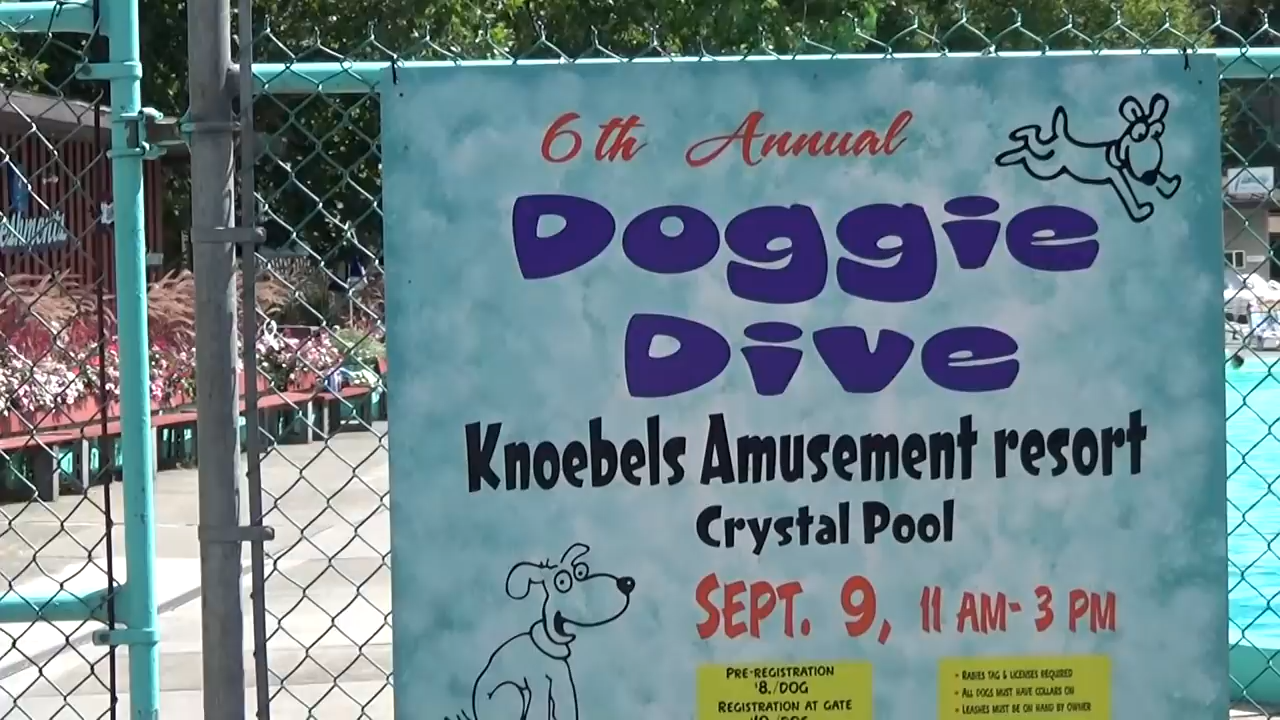 6th Annual
Doggie
Dive
Knoebels Amusement resort
Crystal Pool
SEPT. 9, 11 AM- 3 PM
PRE-REGISTRATION
$8./DOG
REGISTRATION AT GATE
- RABIES TAG & LICENSES REQUIRED
- ALL DOGS MUST HAVE COLLARS ON
- LEASHES MUST BE ON HAND BY OWNER